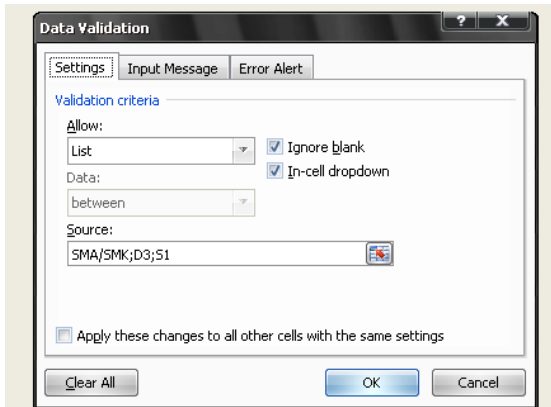 Data Validation
? X
Settings Input Message Error Alert
Validation criteria
Allow:
List
Ignore blank
In-cell dropdown
Data:
between
Source:
SMA/SMK;D3;S1
Apply these changes to all other cells with the same settings
Clear All OK Cancel